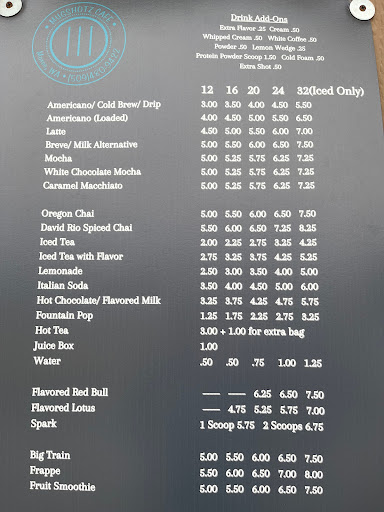 MUGSHOTZ CAFE
III
Drink Add-Ons
Extra Flavor .25 Cream .50
Whipped Cream .50 White Coffee .50
Powder .50 Lemon Wedge .25
Protein Powder Scoop 1.50 Cold Foam .50
Extra Shot .50
12 16 20 24 32(Iced Only)
Americano/ Cold Brew/ Drip 3.00 3.50 4.00 4.50 5.50
Americano (Loaded) 4.00 4.50 5.00 5.50 6.50
Latte 4.50 5.00 5.50 6.00 7.00
Breve/ Milk Alternative 5.00 5.50 6.00 6.50 7.50
Mocha 5.00 5.25 5.75 6.25 7.25
White Chocolate Mocha 5.00 5.25 5.75 6.25 7.25
Caramel Macchiato 5.00 5.25 5.75 6.25 7.25
Oregon Chai 5.00 5.50 6.00 6.50 7.50
David Rio Spiced Chai 5.50 6.00 6.50 7.25 8.25
Iced Tea 2.00 2.25 2.75 3.25 4.25
Iced Tea with Flavor 2.75 3.25 3.75 4.25 5.25
Lemonade 2.50 3.00 3.50 4.00 5.00
Italian Soda 3.50 4.00 4.50 5.00 6.00
Hot Chocolate/ Flavored Milk 3.25 3.75 4.25 4.75 5.75
Fountain Pop 1.25 1.75 2.25 2.75 3.25
Hot Tea 3.00 + 1.00 for extra bag
Juice Box 1.00
Water .50 .50 .75 1.00 1.25
Flavored Red Bull — — 6.25 6.50 7.50
Flavored Lotus — 4.75 5.25 5.75 7.00
Spark 1 Scoop 5.75 2 Scoops 6.75
Big Train 5.00 5.50 6.00 6.50 7.50
Frappe 5.50 6.00 6.50 7.00 8.00
Fruit Smoothie 5.00 5.50 6.00 6.50 7.50